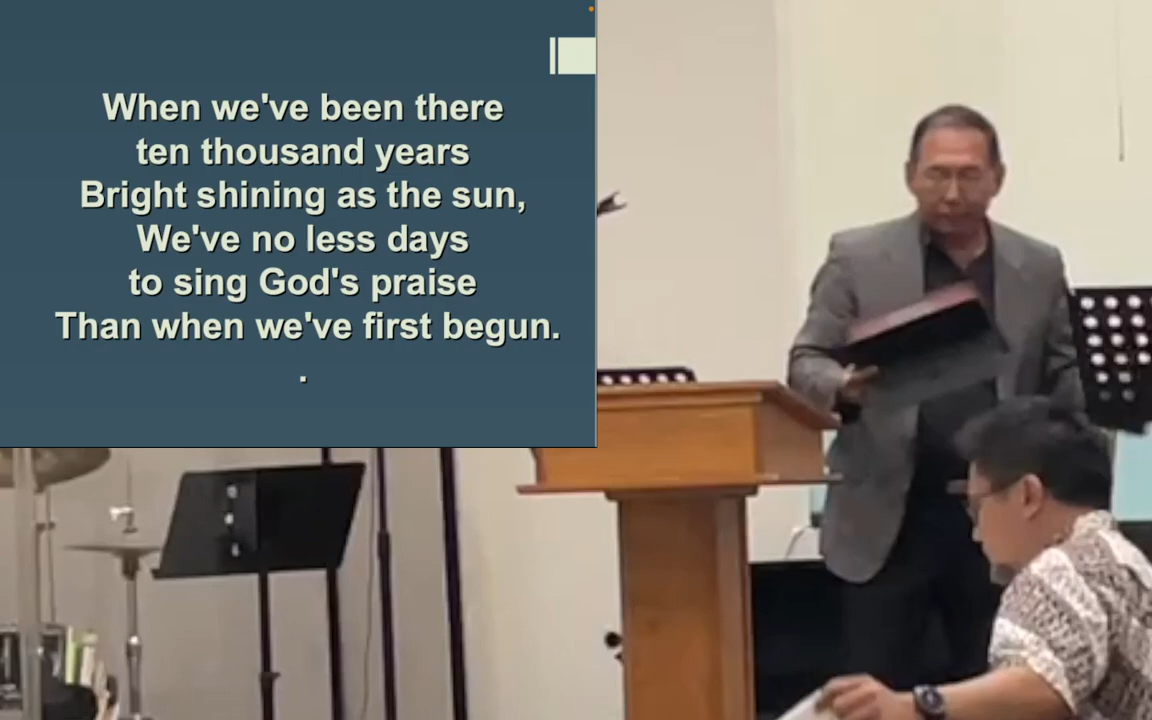 When we've been there
ten thousand years
Bright shining as the sun,
We've no less days
to sing God's praise
Than when we've first begun.
.